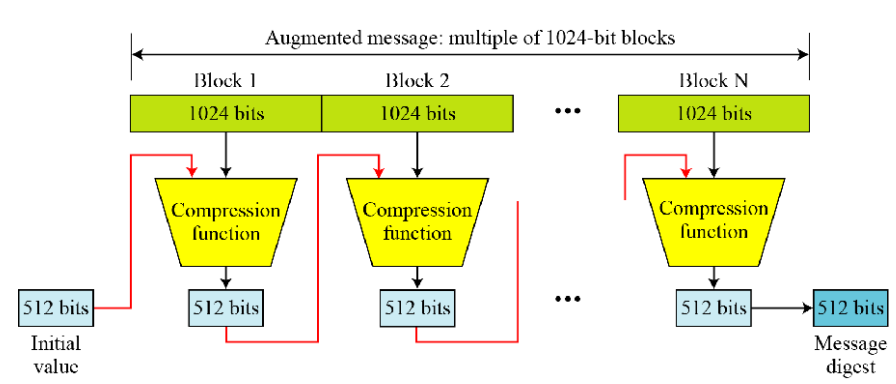 Augmented message: multiple of 1024-bit blocks
Block 1
Block 2
Block N
1024 bits
1024 bits
•••
1024 bits
Compression
function
Compression
function
Compression
function
512 bits
512 bits
512 bits
•••
512 bits
512 bits
Initial
value
Message
digest